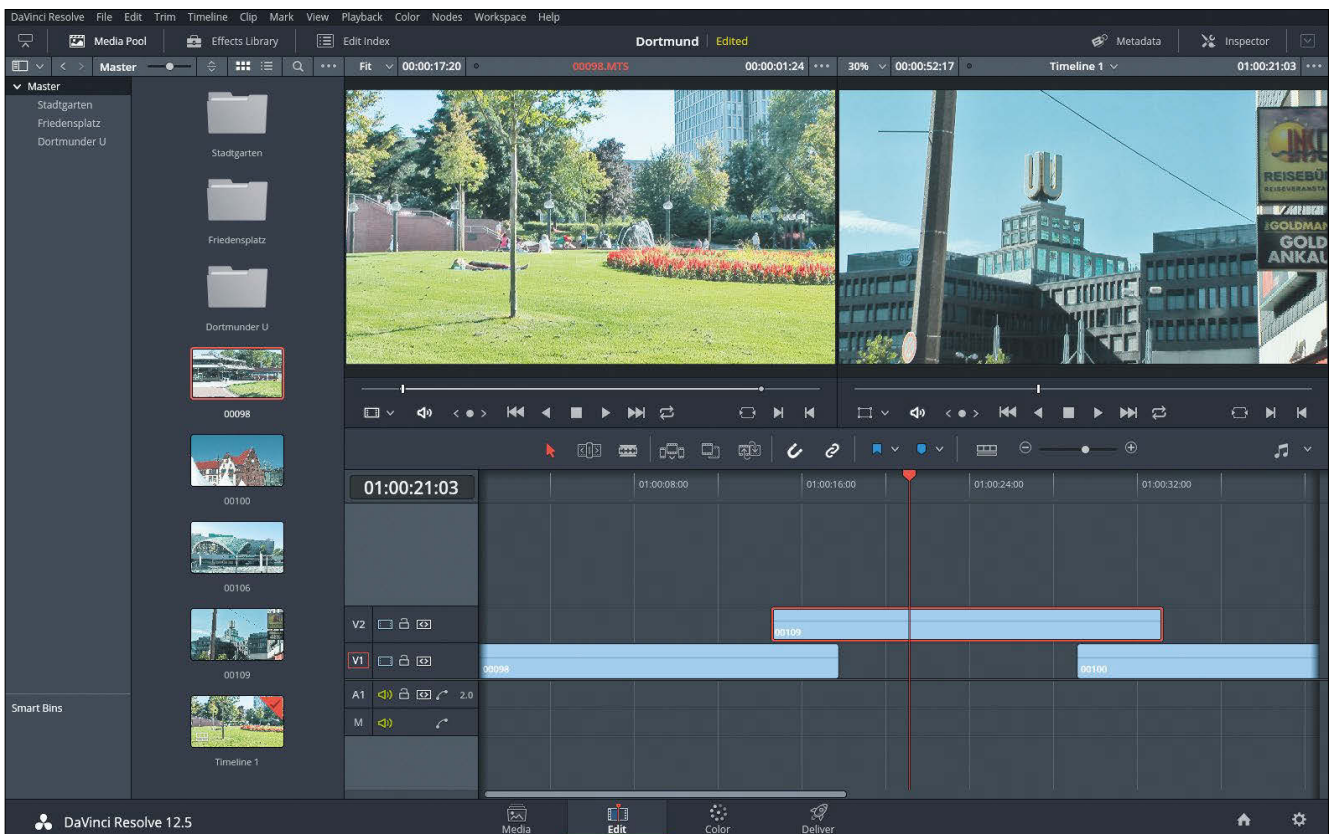 DaVinci Resolve File Edit Trim Timeline Clip Mark View Playback Color Nodes Workspace Help
Media Pool Effects Library Edit Index Dortmund Edited Metadata Inspector
Master Fit 00:00:17:20 00098.MTS 00:00:01:24 30% 00:00:52:17 Timeline 1 01:00:21:03
Master
Stadtgarten
Friedensplatz
Dortmunder U
Stadtgarten
Friedensplatz
Dortmunder U
00098
00100
00106
00109
Timeline 1
Smart Bins
UU
REISEBÜ
GOLDMA
GOLD
ANKAU
01:00:21:03 01:00:08:00 01:00:16:00 01:00:24:00 01:00:32:00
V2
00109
V1
00098 00100
A1 2.0
M
DaVinci Resolve 12.5 Media Edit Color Deliver